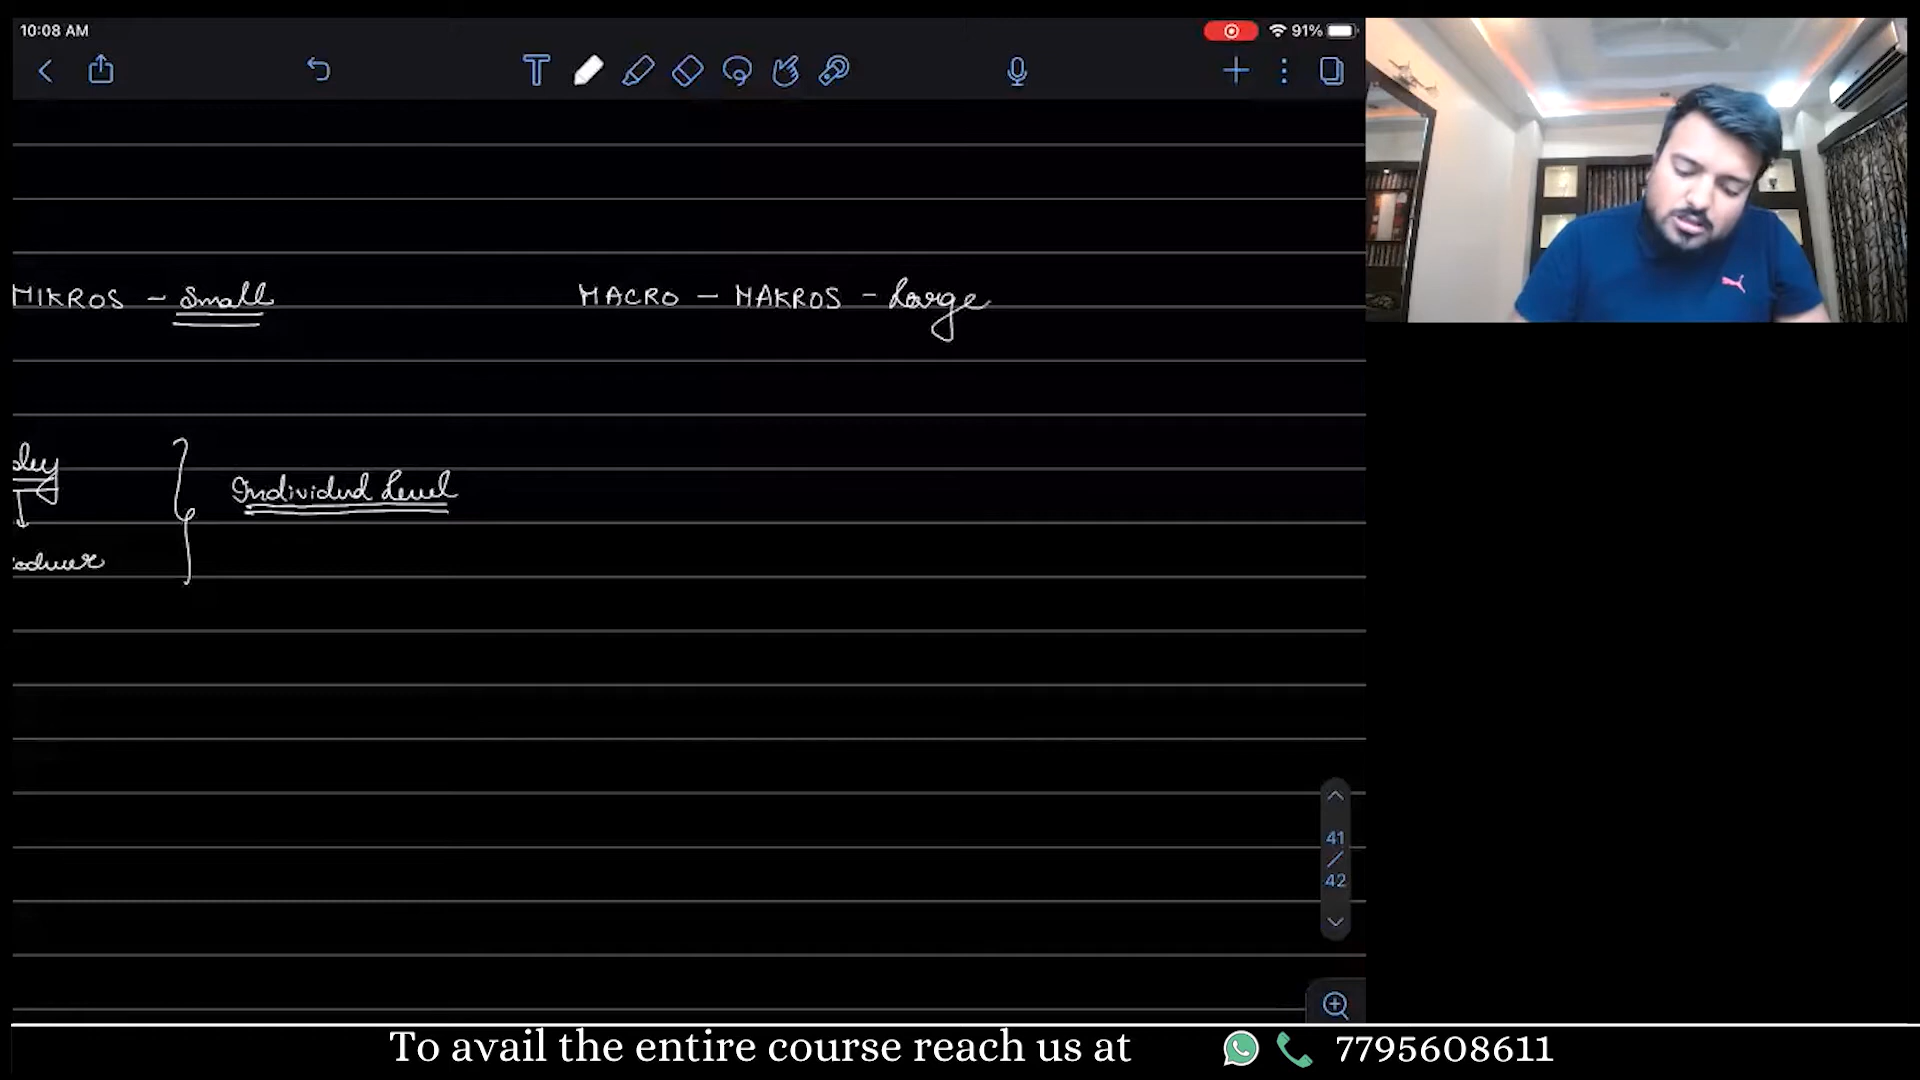 10:08 AM
91%
MIKROS - Small
MACRO - MAKROS - Large
Individual Level
oducer
41
/
42
To avail the entire course reach us at 7795608611